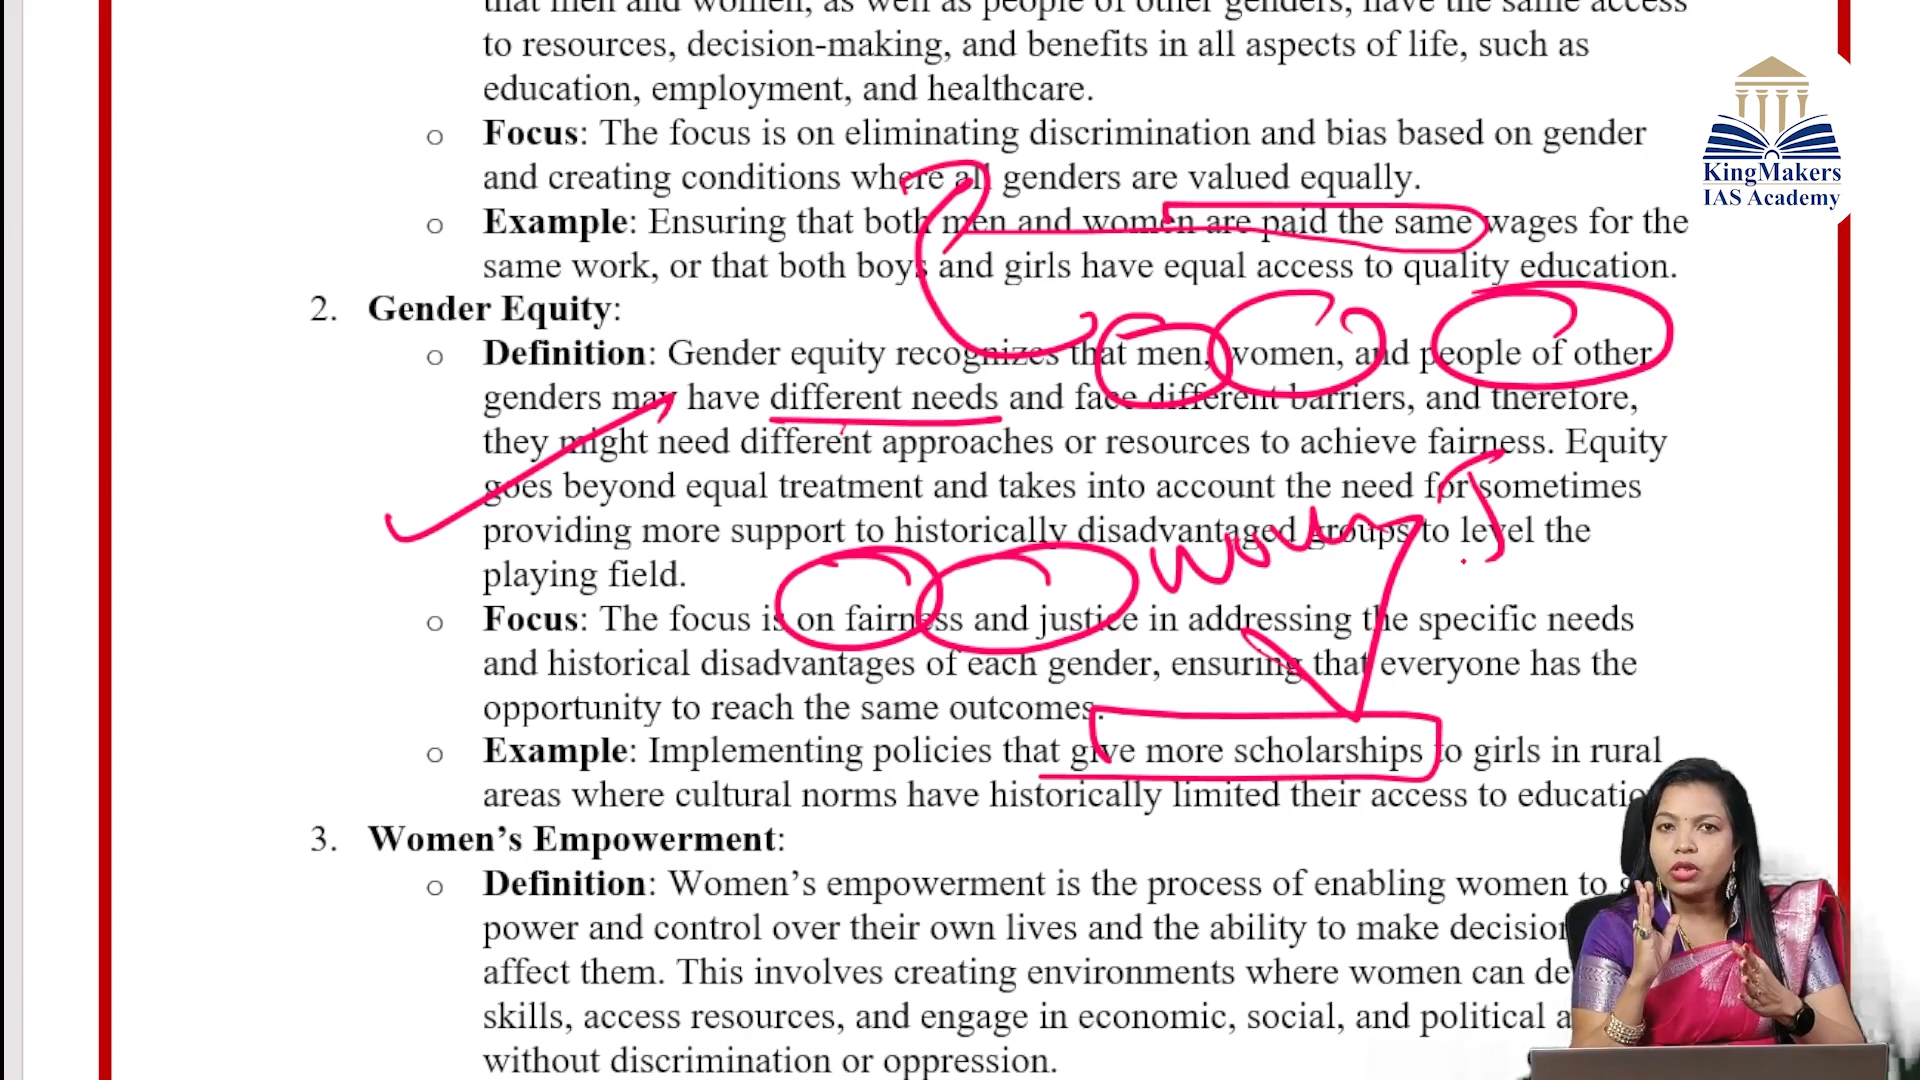 that men and women, as well as people of other genders, have the same access
to resources, decision-making, and benefits in all aspects of life, such as
education, employment, and healthcare.
o Focus: The focus is on eliminating discrimination and bias based on gender
and creating conditions where all genders are valued equally.
o Example: Ensuring that both men and women are paid the same wages for the
same work, or that both boys and girls have equal access to quality education.
2. Gender Equity:
o Definition: Gender equity recognizes that men, women, and people of other
genders may have different needs and face different barriers, and therefore,
they might need different approaches or resources to achieve fairness. Equity
goes beyond equal treatment and takes into account the need for sometimes
providing more support to historically disadvantaged groups to level the
playing field.
o Focus: The focus is on fairness and justice in addressing the specific needs
and historical disadvantages of each gender, ensuring that everyone has the
opportunity to reach the same outcomes.
o Example: Implementing policies that give more scholarships to girls in rural
areas where cultural norms have historically limited their access to educatio
3. Women’s Empowerment:
o Definition: Women’s empowerment is the process of enabling women to
power and control over their own lives and the ability to make decision
affect them. This involves creating environments where women can de
skills, access resources, and engage in economic, social, and political a
without discrimination or oppression.
KingMakers
IAS Academy